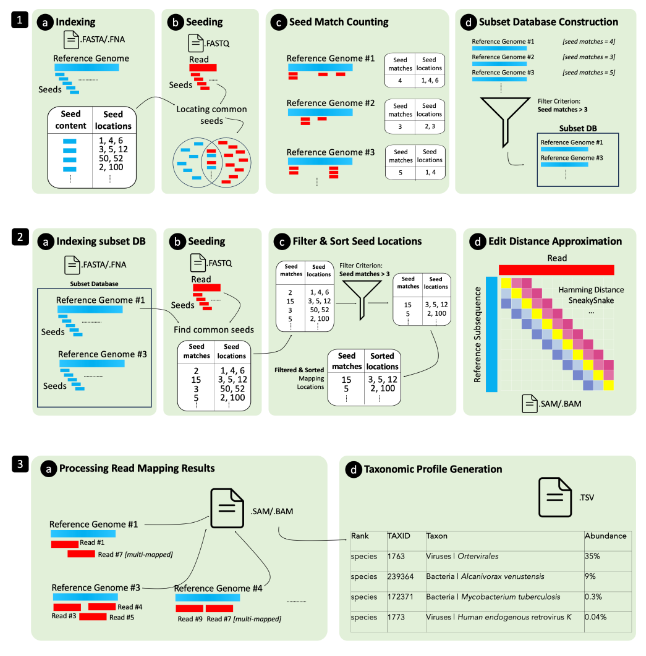 1
a Indexing
.FASTA/.FNA
Reference Genome
Seeds
Seed content
Seed locations
1, 4, 6
3, 5, 12
50, 52
2, 100
b Seeding
.FASTQ
Read
Seeds
Locating common seeds
c Seed Match Counting
Reference Genome #1
Seed matches
Seed locations
4
1, 4, 6
Reference Genome #2
Seed matches
Seed locations
3
2, 3
Reference Genome #3
Seed matches
Seed locations
5
1, 4
d Subset Database Construction
Reference Genome #1 [seed matches = 4]
Reference Genome #2 [seed matches = 3]
Reference Genome #3 [seed matches = 5]
Filter Criterion:
Seed matches > 3
Subset DB
Reference Genome #1
Reference Genome #3
2
a Indexing subset DB
.FASTA/.FNA
Subset Database
Reference Genome #1
Seeds
Reference Genome #3
Seeds
b Seeding
.FASTQ
Read
Seeds
Find common seeds
Seed matches
Seed locations
2 1, 4, 6
15 3, 5, 12
3 50, 52
5 2, 100
c Filter & Sort Seed Locations
Seed matches
Seed locations
2 1, 4, 6
15 3, 5, 12
3 50, 52
5 2, 100
Filter Criterion:
Seed matches > 3
Seed matches
Seed locations
15 3, 5, 12
5 2, 100
Filtered & Sorted
Mapping
Locations
Seed matches
Sorted locations
15 3, 5, 12
5 2, 100
d Edit Distance Approximation
Read
Reference Subsequence
Hamming Distance
SneakySnake
...
.SAM/.BAM
3
a Processing Read Mapping Results
.SAM/.BAM
Reference Genome #1
Read #1
Read #7 [multi-mapped]
Reference Genome #3
Read #4
Read #3
Read #5
Reference Genome #4
Read #9 Read #7 [multi-mapped]
d Taxonomic Profile Generation
.TSV
Rank TAXID Taxon Abundance
species 1763 Viruses | Ortervirales 35%
species 239364 Bacteria | Alcanivorax venustensis 9%
species 172371 Bacteria | Mycobacterium tuberculosis 0.3%
species 1773 Viruses | Human endogenous retrovirus K 0.04%